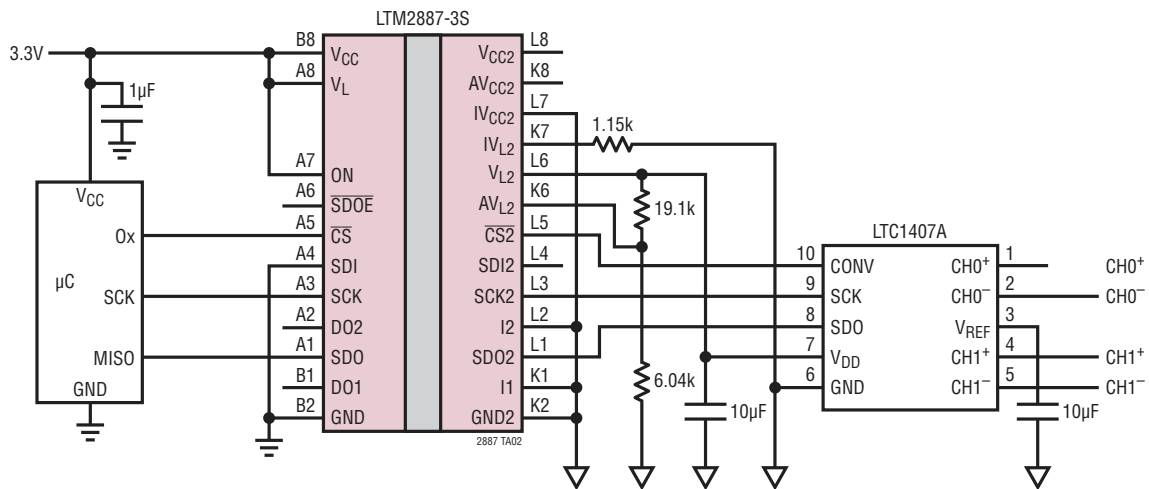 LTM2887-3S
3.3V
1µF
B8
A8
A7
A6
A5
A4
A3
A2
A1
B1
B2
VCC
VL
ON
SDOE
CS
SDI
SCK
DO2
SDO
DO1
GND
VCC2
AVCC2
IVCC2
IVL2
VL2
AVL2
CS2
SDI2
SCK2
I2
SDO2
I1
GND2
L8
K8
L7
K7
L6
K6
L5
L4
L3
L2
L1
K1
K2
2887 TA02
VCC
µC
Ox
SCK
MISO
GND
1.15k
19.1k
6.04k
10µF
LTC1407A
10
9
8
7
6
CONV
SCK
SDO
VDD
GND
CH0+
CH0–
VREF
CH1+
CH1–
1
2
3
4
5
CH0+
CH0–
CH1+
CH1–
10µF